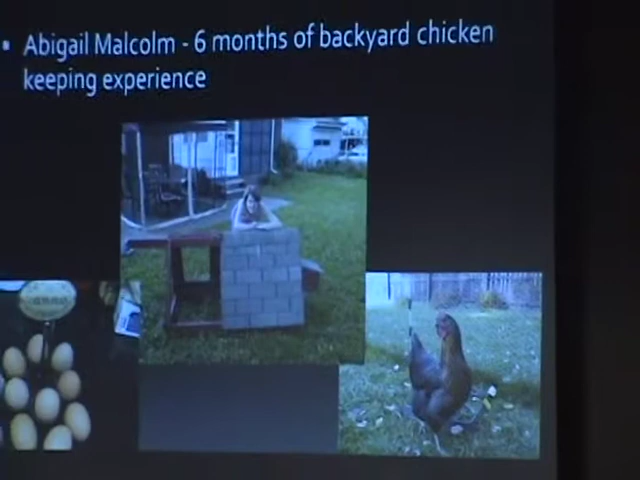 ▪ Abigail Malcolm - 6 months of backyard chicken
keeping experience